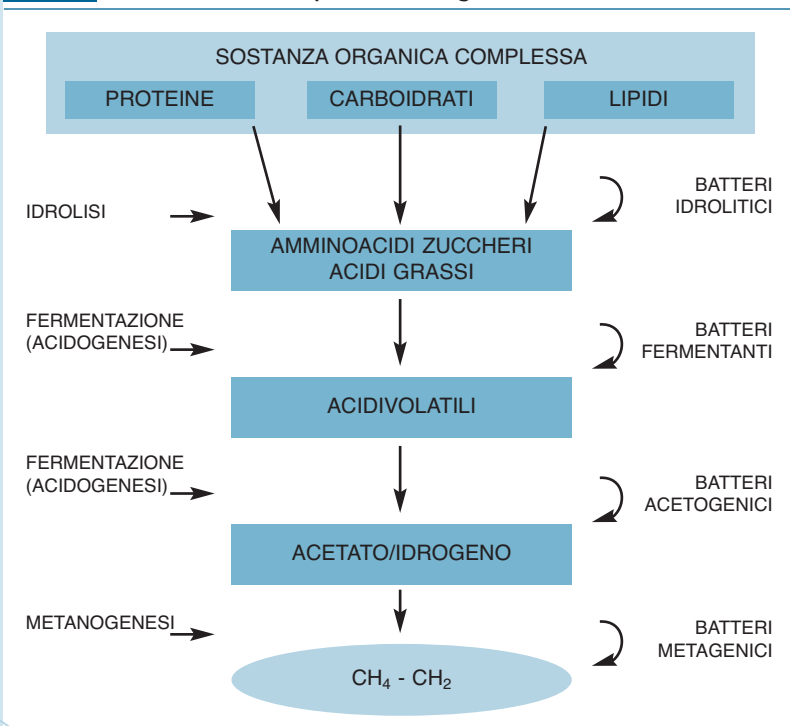 SOSTANZA ORGANICA COMPLESSA
PROTEINE
CARBOIDRATI
LIPIDI
IDROLISI
BATTERI
IDROLITICI
AMMINOACIDI ZUCCHERI
ACIDI GRASSI
FERMENTAZIONE
(ACIDOGENESI)
BATTERI
FERMENTANTI
ACIDIVOLATILI
FERMENTAZIONE
(ACIDOGENESI)
BATTERI
ACETOGENICI
ACETATO/IDROGENO
METANOGENESI
BATTERI
METAGENICI
CH₄ - CH₂